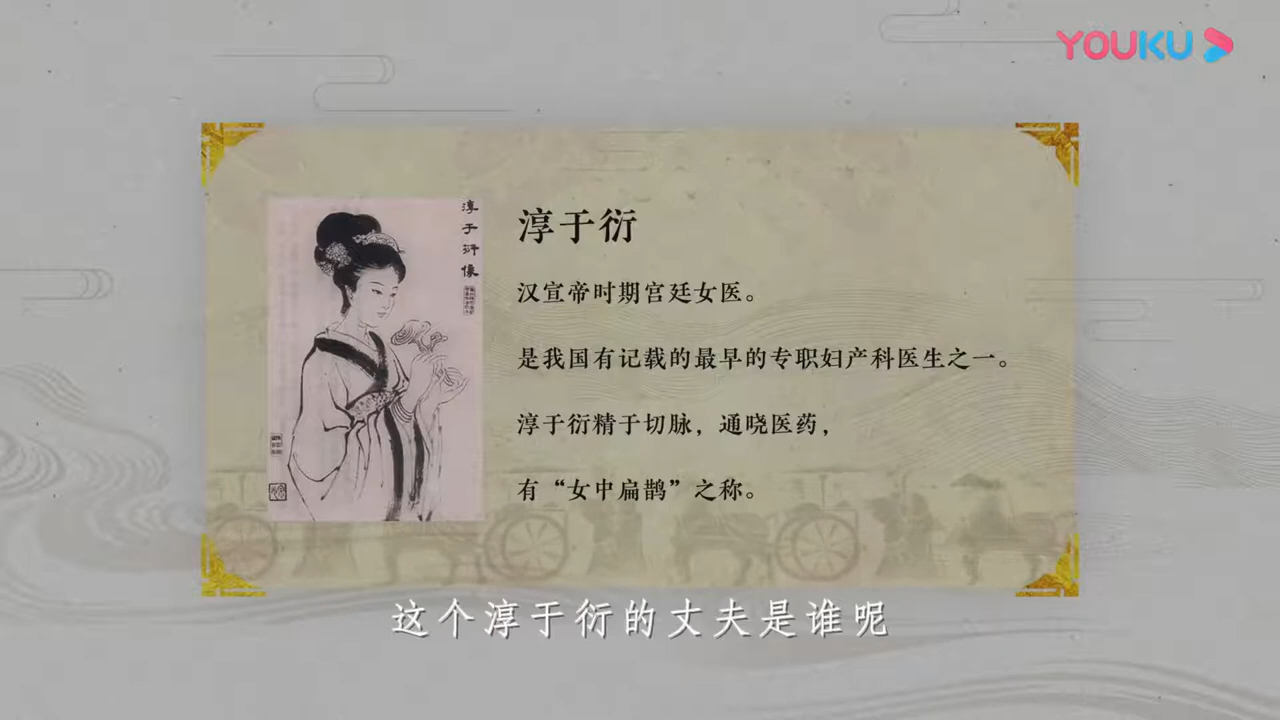 YOUKU
淳于衍像
淳于衍
汉宣帝时期宫廷女医。
是我国有记载的最早的专职妇产科医生之一。
淳于衍精于切脉，通晓医药，
有“女中扁鹊”之称。
这个淳于衍的丈夫是谁呢